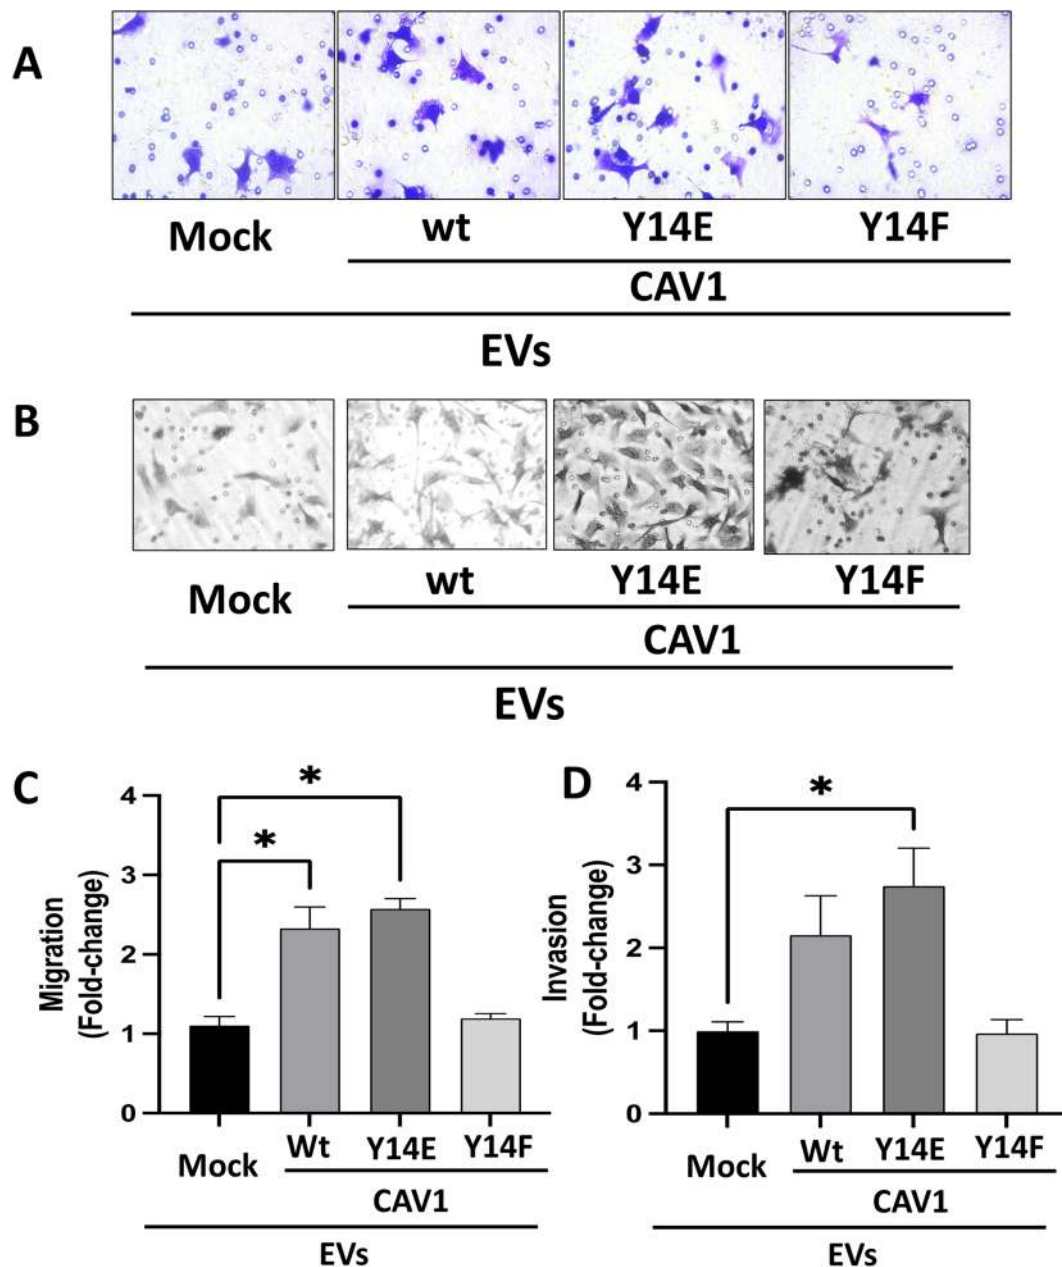 A
Mock wt Y14E Y14F
CAV1
EVs
B
Mock wt Y14E Y14F
CAV1
EVs
C
Migration
(Fold-change)
4
3
2
1
0
*
*
Mock Wt Y14E Y14F
CAV1
EVs
D
Invasion
(Fold-change)
4
3
2
1
0
*
Mock Wt Y14E Y14F
CAV1
EVs